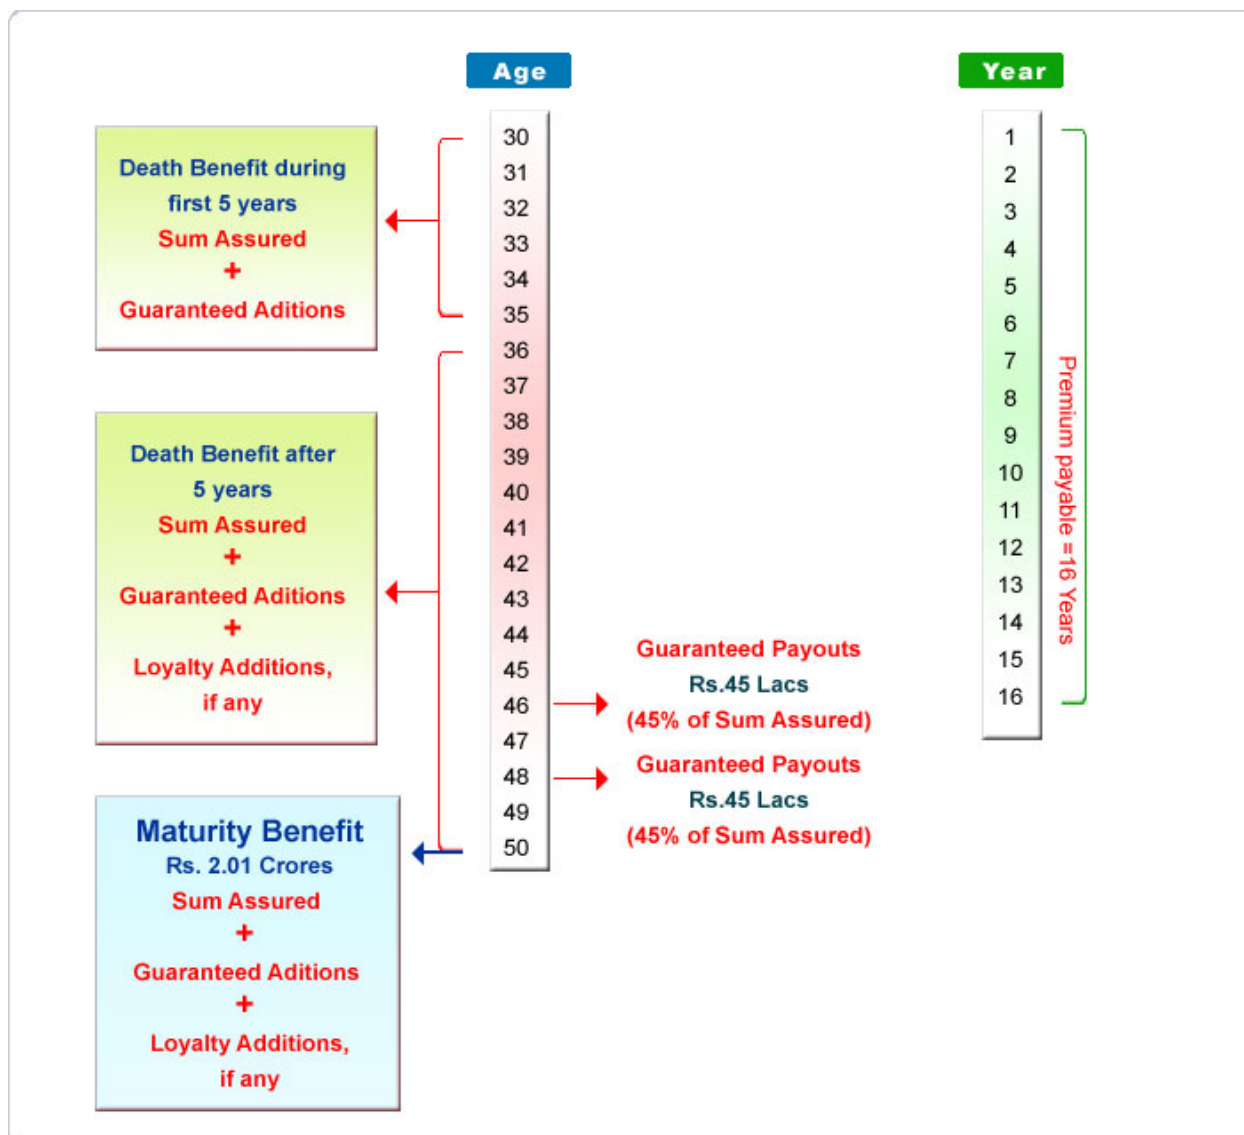 Age
Year
Death Benefit during
first 5 years
Sum Assured
+
Guaranteed Aditions
Death Benefit after
5 years
Sum Assured
+
Guaranteed Aditions
+
Loyalty Additions,
if any
Maturity Benefit
Rs. 2.01 Crores
Sum Assured
+
Guaranteed Aditions
+
Loyalty Additions,
if any
30
31
32
33
34
35
36
37
38
39
40
41
42
43
44
45
46
47
48
49
50
Guaranteed Payouts
Rs.45 Lacs
(45% of Sum Assured)
Guaranteed Payouts
Rs.45 Lacs
(45% of Sum Assured)
1
2
3
4
5
6
7
8
9
10
11
12
13
14
15
16
Premium payable =16 Years